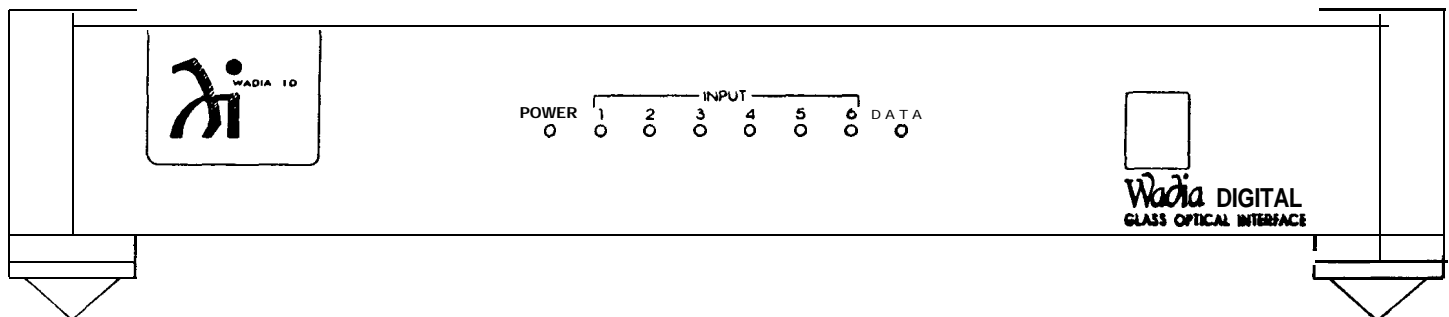 WADIA 10
INPUT
POWER 1 2 3 4 5 6 DATA
Wadia DIGITAL
GLASS OPTICAL INTERFACE